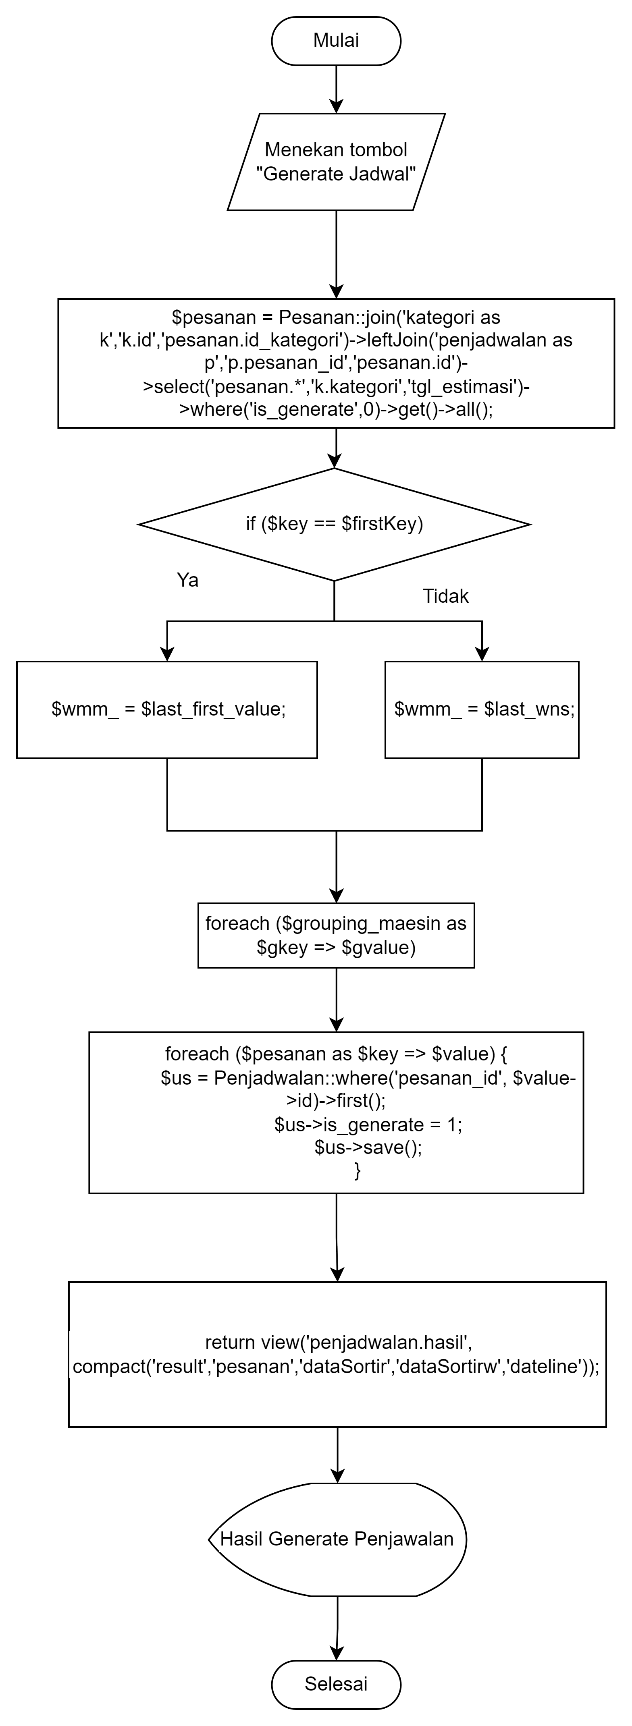 Mulai
Menekan tombol
"Generate Jadwal"
$pesanan = Pesanan::join('kategori as
k','k.id','pesanan.id_kategori')->leftJoin('penjadwalan as
p','p.pesanan_id','pesanan.id')-
>select('pesanan.*','k.kategori','tgl_estimasi')-
>where('is_generate',0)->get()->all();
if ($key == $firstKey)
Ya
Tidak
$wmm_ = $last_first_value;
$wmm_ = $last_wns;
foreach ($grouping_maesin as
$gkey => $gvalue)
foreach ($pesanan as $key => $value) {
$us = Penjadwalan::where('pesanan_id', $value-
>id)->first();
$us->is_generate = 1;
$us->save();
}
return view('penjadwalan.hasil',
compact('result','pesanan','dataSortir','dataSortirw','dateline'));
Hasil Generate Penjawalan
Selesai